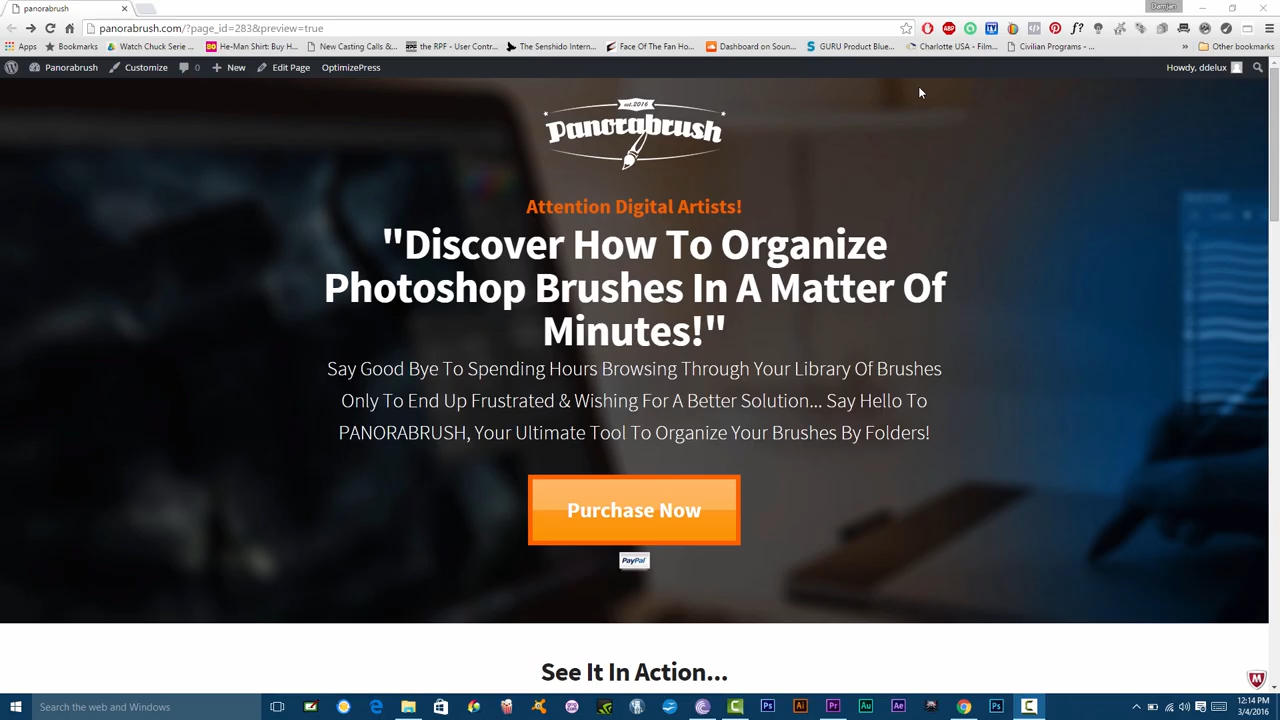 Damjan
panorabrush
panorabrush.com/?page_id=283&preview=true
Apps
Bookmarks
Watch Chuck Serie ...
He-Man Shirt: Buy H...
New Casting Calls &...
the RPF - User Contr...
The Senshido Intern...
Face Of The Fan Ho...
Dashboard on Soun...
GURU Product Blue...
Charlotte USA - Film...
Civilian Programs - ...
»
Other bookmarks
Panorabrush
Customize
0
New
Edit Page
OptimizePress
Howdy, ddelux
est. 2016
Panorabrush
Attention Digital Artists!
"Discover How To Organize
Photoshop Brushes In A Matter Of
Minutes!"
Say Good Bye To Spending Hours Browsing Through Your Library Of Brushes
Only To End Up Frustrated & Wishing For A Better Solution... Say Hello To
PANORABRUSH, Your Ultimate Tool To Organize Your Brushes By Folders!
Purchase Now
PayPal
See It In Action...
Search the web and Windows
12:14 PM
3/4/2016